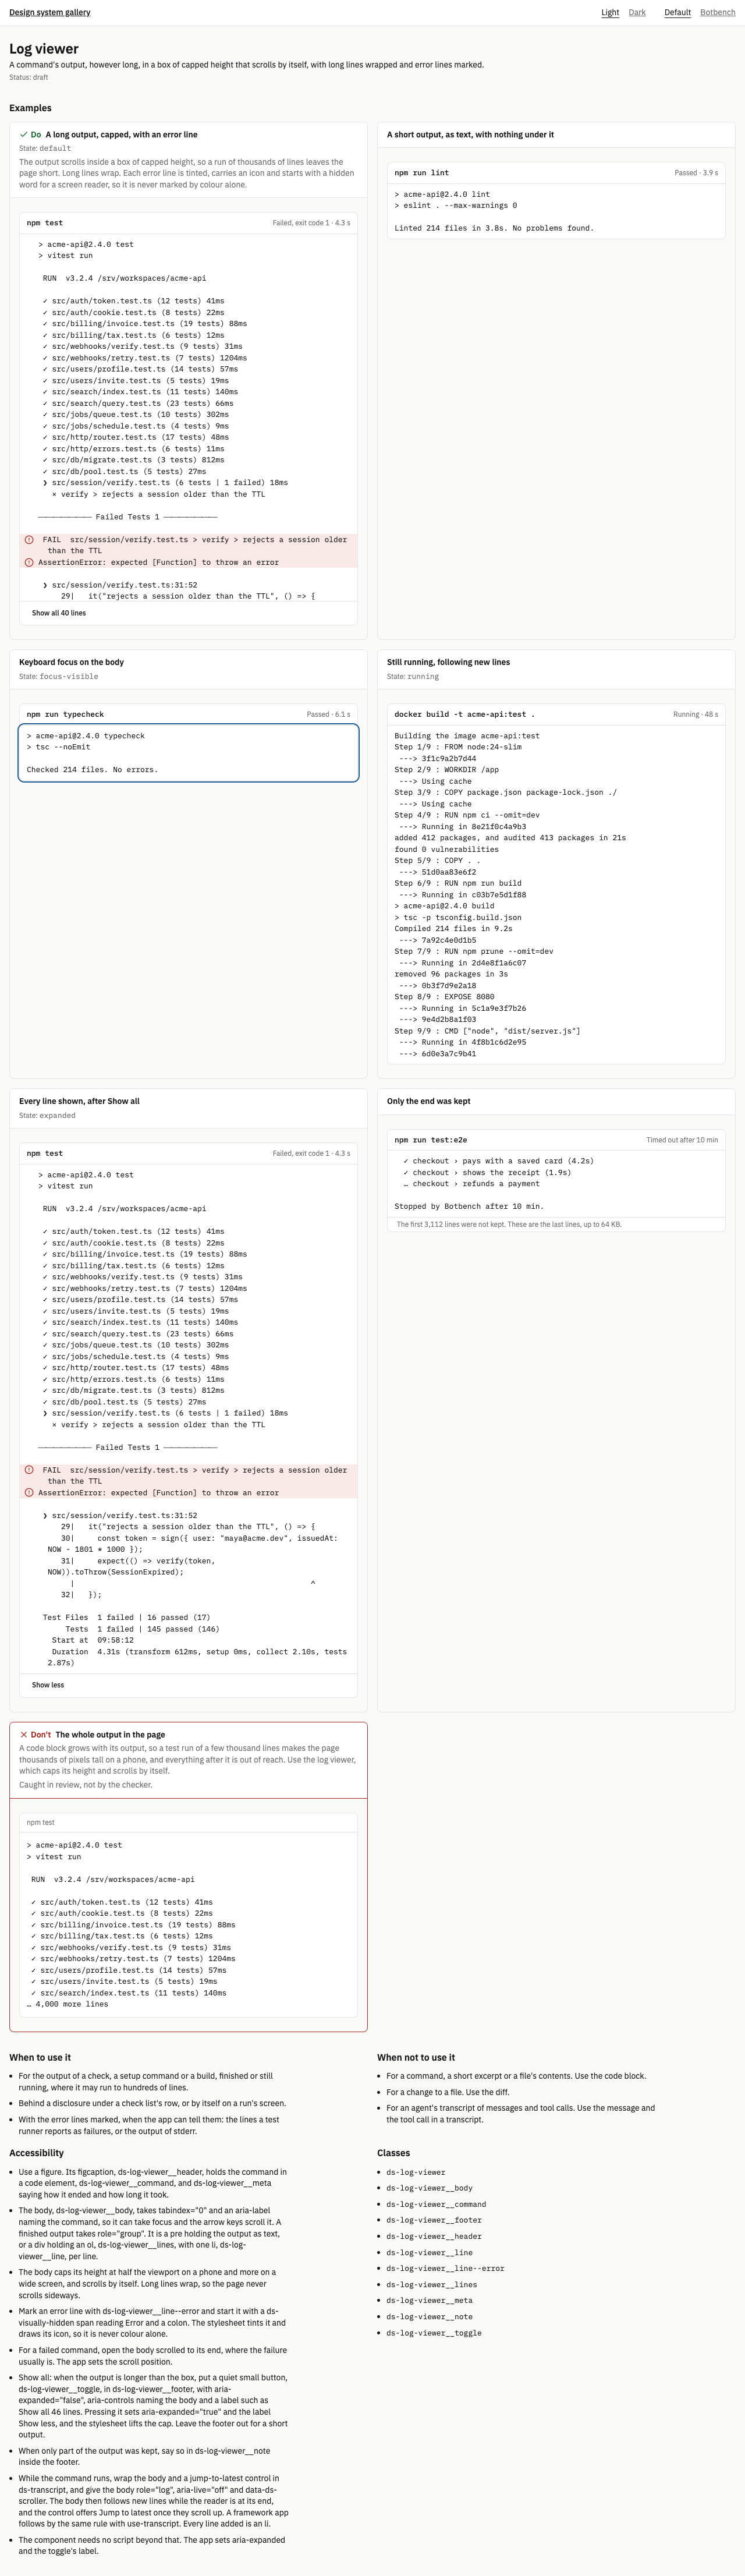 Design system gallery
Light Dark Default Botbench
Log viewer
A command's output, however long, in a box of capped height that scrolls by itself, with long lines wrapped and error lines marked.
Status: draft
Examples
✓ Do A long output, capped, with an error line
State: default
The output scrolls inside a box of capped height, so a run of thousands of lines leaves the
page short. Long lines wrap. Each error line is tinted, carries an icon and starts with a hidden
word for a screen reader, so it is never marked by colour alone.
npm test Failed, exit code 1 · 4.3 s
> acme-api@2.4.0 test
> vitest run
RUN v3.2.4 /srv/workspaces/acme-api
✓ src/auth/token.test.ts (12 tests) 41ms
✓ src/auth/cookie.test.ts (8 tests) 22ms
✓ src/billing/invoice.test.ts (19 tests) 88ms
✓ src/billing/tax.test.ts (6 tests) 12ms
✓ src/webhooks/verify.test.ts (9 tests) 31ms
✓ src/webhooks/retry.test.ts (7 tests) 1204ms
✓ src/users/profile.test.ts (14 tests) 57ms
✓ src/users/invite.test.ts (5 tests) 19ms
✓ src/search/index.test.ts (11 tests) 140ms
✓ src/search/query.test.ts (23 tests) 66ms
✓ src/jobs/queue.test.ts (10 tests) 302ms
✓ src/jobs/schedule.test.ts (4 tests) 9ms
✓ src/http/router.test.ts (17 tests) 48ms
✓ src/http/errors.test.ts (6 tests) 11ms
✓ src/db/migrate.test.ts (3 tests) 812ms
✓ src/db/pool.test.ts (5 tests) 27ms
❯ src/session/verify.test.ts (6 tests | 1 failed) 18ms
× verify > rejects a session older than the TTL
———————————— Failed Tests 1 ————————————
FAIL src/session/verify.test.ts > verify > rejects a session older
than the TTL
AssertionError: expected [Function] to throw an error
❯ src/session/verify.test.ts:31:52
29| it("rejects a session older than the TTL", () => {
Show all 40 lines
A short output, as text, with nothing under it
npm run lint Passed · 3.9 s
> acme-api@2.4.0 lint
> eslint . --max-warnings 0
Linted 214 files in 3.8s. No problems found.
Keyboard focus on the body
State: focus-visible
npm run typecheck Passed · 6.1 s
> acme-api@2.4.0 typecheck
> tsc --noEmit
Checked 214 files. No errors.
Still running, following new lines
State: running
docker build -t acme-api:test . Running · 48 s
Building the image acme-api:test
Step 1/9 : FROM node:24-slim
---> 3f1c9a2b7d44
Step 2/9 : WORKDIR /app
---> Using cache
Step 3/9 : COPY package.json package-lock.json ./
---> Using cache
Step 4/9 : RUN npm ci --omit=dev
---> Running in 8e21f0c4a9b3
added 412 packages, and audited 413 packages in 21s
found 0 vulnerabilities
Step 5/9 : COPY . .
---> 51d0aa83e6f2
Step 6/9 : RUN npm run build
---> Running in c03b7e5d1f88
> acme-api@2.4.0 build
> tsc -p tsconfig.build.json
Compiled 214 files in 9.2s
---> 7a92c4e0d1b5
Step 7/9 : RUN npm prune --omit=dev
---> Running in 2d4e8f1a6c07
removed 96 packages in 3s
---> 0b3f7d9e2a18
Step 8/9 : EXPOSE 8080
---> Running in 5c1a9e3f7b26
---> 9e4d2b8a1f03
Step 9/9 : CMD ["node", "dist/server.js"]
---> Running in 4f8b1c6d2e95
---> 6d0e3a7c9b41
Every line shown, after Show all
State: expanded
npm test Failed, exit code 1 · 4.3 s
> acme-api@2.4.0 test
> vitest run
RUN v3.2.4 /srv/workspaces/acme-api
✓ src/auth/token.test.ts (12 tests) 41ms
✓ src/auth/cookie.test.ts (8 tests) 22ms
✓ src/billing/invoice.test.ts (19 tests) 88ms
✓ src/billing/tax.test.ts (6 tests) 12ms
✓ src/webhooks/verify.test.ts (9 tests) 31ms
✓ src/webhooks/retry.test.ts (7 tests) 1204ms
✓ src/users/profile.test.ts (14 tests) 57ms
✓ src/users/invite.test.ts (5 tests) 19ms
✓ src/search/index.test.ts (11 tests) 140ms
✓ src/search/query.test.ts (23 tests) 66ms
✓ src/jobs/queue.test.ts (10 tests) 302ms
✓ src/jobs/schedule.test.ts (4 tests) 9ms
✓ src/http/router.test.ts (17 tests) 48ms
✓ src/http/errors.test.ts (6 tests) 11ms
✓ src/db/migrate.test.ts (3 tests) 812ms
✓ src/db/pool.test.ts (5 tests) 27ms
❯ src/session/verify.test.ts (6 tests | 1 failed) 18ms
× verify > rejects a session older than the TTL
———————————— Failed Tests 1 ————————————
FAIL src/session/verify.test.ts > verify > rejects a session older
than the TTL
AssertionError: expected [Function] to throw an error
❯ src/session/verify.test.ts:31:52
29| it("rejects a session older than the TTL", () => {
30| const token = sign({ user: "maya@acme.dev", issuedAt:
NOW - 1801 * 1000 });
31| expect(() => verify(token,
NOW)).toThrow(SessionExpired);
| ^
32| });
Test Files 1 failed | 16 passed (17)
Tests 1 failed | 145 passed (146)
Start at 09:58:12
Duration 4.31s (transform 612ms, setup 0ms, collect 2.10s, tests
2.87s)
Show less
Only the end was kept
npm run test:e2e Timed out after 10 min
✓ checkout › pays with a saved card (4.2s)
✓ checkout › shows the receipt (1.9s)
… checkout › refunds a payment
Stopped by Botbench after 10 min.
The first 3,112 lines were not kept. These are the last lines, up to 64 KB.
× Don't The whole output in the page
A code block grows with its output, so a test run of a few thousand lines makes the page
thousands of pixels tall on a phone, and everything after it is out of reach. Use the log viewer,
which caps its height and scrolls by itself.
Caught in review, not by the checker.
npm test
> acme-api@2.4.0 test
> vitest run
RUN v3.2.4 /srv/workspaces/acme-api
✓ src/auth/token.test.ts (12 tests) 41ms
✓ src/auth/cookie.test.ts (8 tests) 22ms
✓ src/billing/invoice.test.ts (19 tests) 88ms
✓ src/billing/tax.test.ts (6 tests) 12ms
✓ src/webhooks/verify.test.ts (9 tests) 31ms
✓ src/webhooks/retry.test.ts (7 tests) 1204ms
✓ src/users/profile.test.ts (14 tests) 57ms
✓ src/users/invite.test.ts (5 tests) 19ms
✓ src/search/index.test.ts (11 tests) 140ms
… 4,000 more lines
When to use it
• For the output of a check, a setup command or a build, finished or still
running, where it may run to hundreds of lines.
• Behind a disclosure under a check list's row, or by itself on a run's screen.
• With the error lines marked, when the app can tell them: the lines a test
runner reports as failures, or the output of stderr.
When not to use it
• For a command, a short excerpt or a file's contents. Use the code block.
• For a change to a file. Use the diff.
• For an agent's transcript of messages and tool calls. Use the message and
the tool call in a transcript.
Accessibility
• Use a figure. Its figcaption, ds-log-viewer__header, holds the command in
a code element, ds-log-viewer__command, and ds-log-viewer__meta
saying how it ended and how long it took.
• The body, ds-log-viewer__body, takes tabindex="0" and an aria-label
naming the command, so it can take focus and the arrow keys scroll it. A
finished output takes role="group". It is a pre holding the output as text,
or a div holding an ol, ds-log-viewer__lines, with one li, ds-log-
viewer__line, per line.
• The body caps its height at half the viewport on a phone and more on a
wide screen, and scrolls by itself. Long lines wrap, so the page never
scrolls sideways.
• Mark an error line with ds-log-viewer__line--error and start it with a ds-
visually-hidden span reading Error and a colon. The stylesheet tints it and
draws its icon, so it is never colour alone.
• For a failed command, open the body scrolled to its end, where the failure
usually is. The app sets the scroll position.
• Show all: when the output is longer than the box, put a quiet small button,
ds-log-viewer__toggle, in ds-log-viewer__footer, with aria-
expanded="false", aria-controls naming the body and a label such as
Show all 46 lines. Pressing it sets aria-expanded="true" and the label
Show less, and the stylesheet lifts the cap. Leave the footer out for a short
output.
• When only part of the output was kept, say so in ds-log-viewer__note
inside the footer.
• While the command runs, wrap the body and a jump-to-latest control in
ds-transcript, and give the body role="log", aria-live="off" and data-ds-
scroller. The body then follows new lines while the reader is at its end,
and the control offers Jump to latest once they scroll up. A framework app
follows by the same rule with use-transcript. Every line added is an li.
• The component needs no script beyond that. The app sets aria-expanded
and the toggle's label.
Classes
• ds-log-viewer
• ds-log-viewer__body
• ds-log-viewer__command
• ds-log-viewer__footer
• ds-log-viewer__header
• ds-log-viewer__line
• ds-log-viewer__line--error
• ds-log-viewer__lines
• ds-log-viewer__meta
• ds-log-viewer__note
• ds-log-viewer__toggle